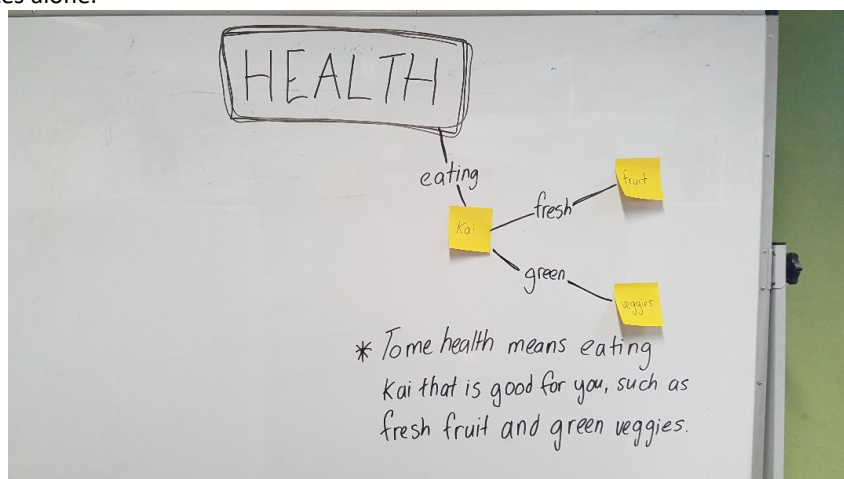 HEALTH
eating
Kai
fresh
fruit
green
veggies
* To me health means eating
Kai that is good for you, such as
fresh fruit and green veggies.